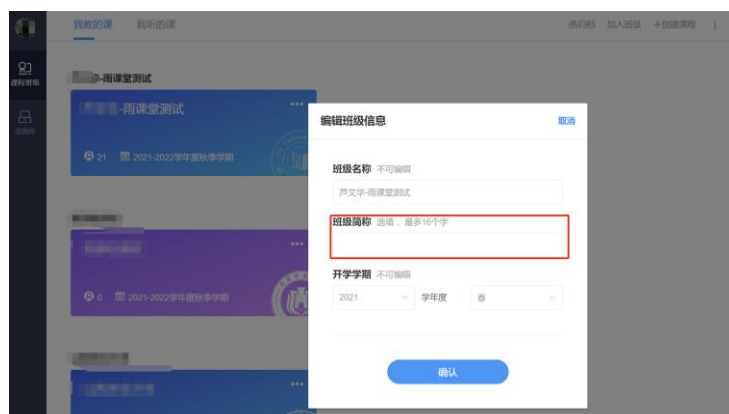 我教的课 我听的课
加入班级 +创建课程
课程班级
-雨课堂测试
-雨课堂测试
21 2021-2022学年度秋季学期
0 2021-2022学年度秋季学期
编辑班级信息 取消
班级名称 不可编辑
芦文华-雨课堂测试
班级简称 选填，最多16个字
开学学期 不可编辑
2021 学年度 春
确认